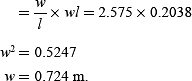 = w/l × wl = 2.575 × 0.2038
w² = 0.5247
w = 0.724 m.